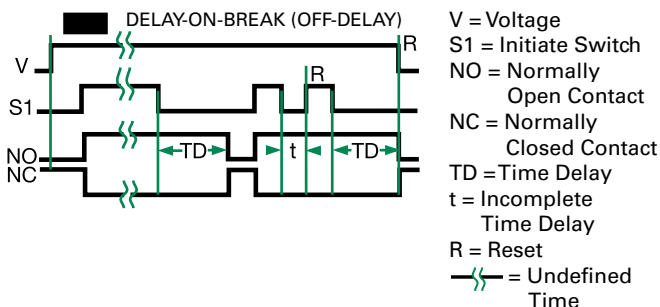 DELAY-ON-BREAK (OFF-DELAY)
V
R
S1
R
NO
NC
TD
t
TD
V = Voltage
S1 = Initiate Switch
NO = Normally
Open Contact
NC = Normally
Closed Contact
TD =Time Delay
t = Incomplete
Time Delay
R = Reset
= Undefined
Time